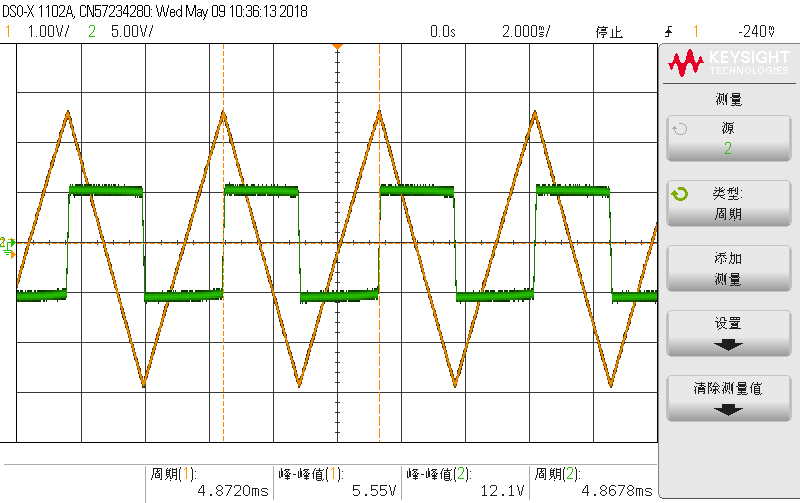 DSO-X 1102A, CN57234280: Wed May 09 10:36:13 2018
1 1.00V/ 2 5.00V/ 0.0s 2.000ms/ 停止 1 -240mV
KEYSIGHT
TECHNOLOGIES
测量
源
2
类型:
周期
添加
测量
设置
清除测量值
2
周期(1): 峰-峰值(1): 峰-峰值(2): 周期(2):
4.8720ms 5.55V 12.1V 4.8678ms